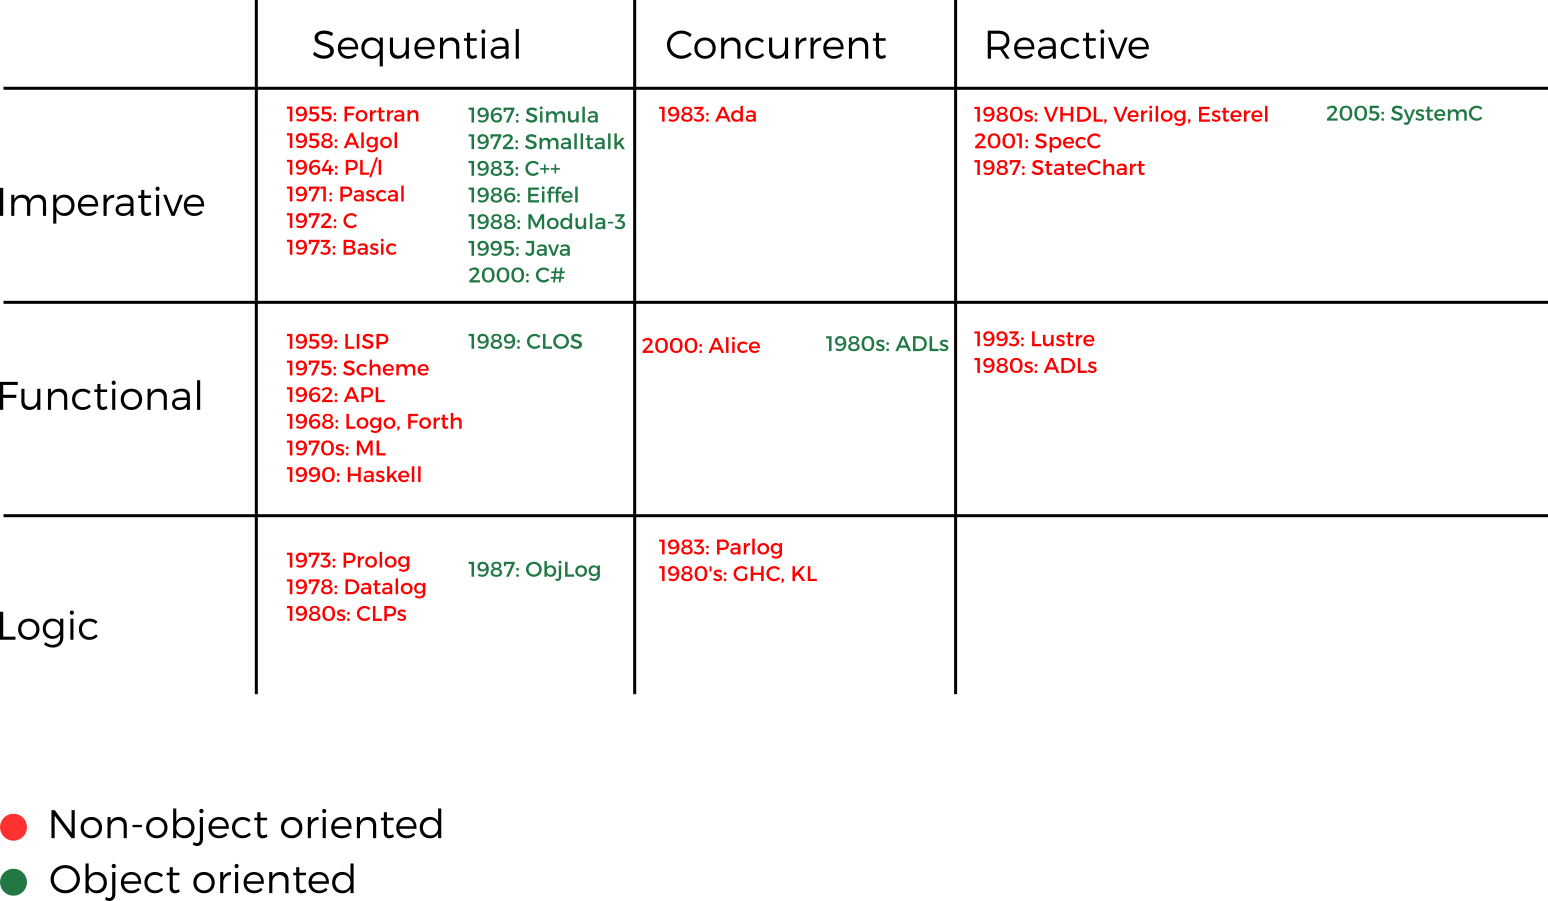 Sequential
Concurrent
Reactive
Imperative
1955: Fortran
1958: Algol
1964: PL/I
1971: Pascal
1972: C
1973: Basic
1967: Simula
1972: Smalltalk
1983: C++
1986: Eiffel
1988: Modula-3
1995: Java
2000: C#
1983: Ada
1980s: VHDL, Verilog, Esterel
2001: SpecC
1987: StateChart
2005: SystemC
Functional
1959: LISP
1975: Scheme
1962: APL
1968: Logo, Forth
1970s: ML
1990: Haskell
1989: CLOS
2000: Alice
1980s: ADLs
1993: Lustre
1980s: ADLs
Logic
1973: Prolog
1978: Datalog
1980s: CLPs
1987: ObjLog
1983: Parlog
1980's: GHC, KL
Non-object oriented
Object oriented